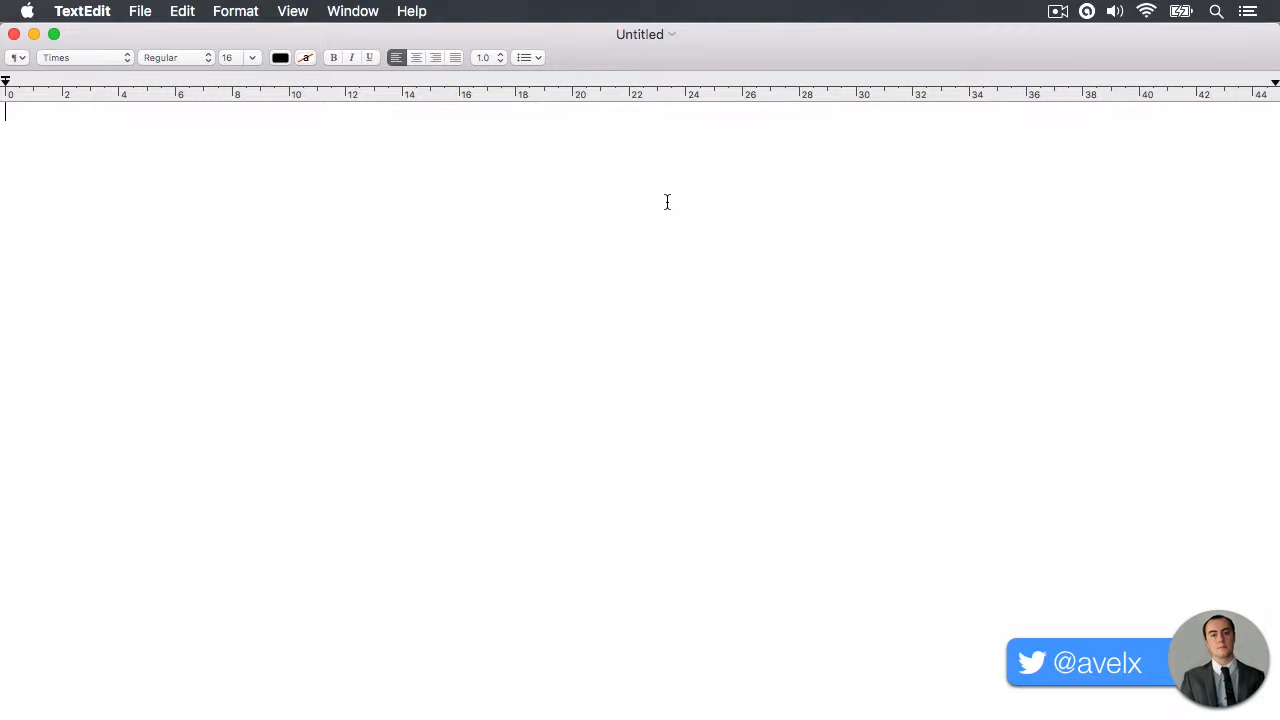 TextEdit File Edit Format View Window Help
Untitled
¶ Times Regular 16 a B I U 1.0
0 2 4 6 8 10 12 14 16 18 20 22 24 26 28 30 32 34 36 38 40 42 44
@avelx